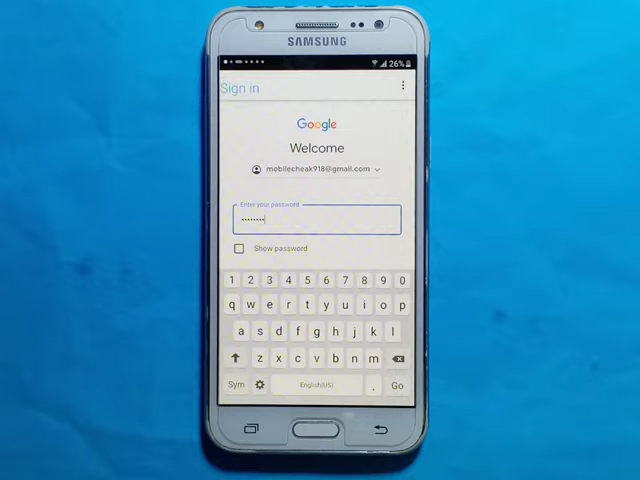 SAMSUNG
26%
Sign in
Google
Welcome
mobilecheak918@gmail.com
Enter your password
••••••••
Show password
1 2 3 4 5 6 7 8 9 0
q w e r t y u i o p
a s d f g h j k l
z x c v b n m
Sym English(US) . Go